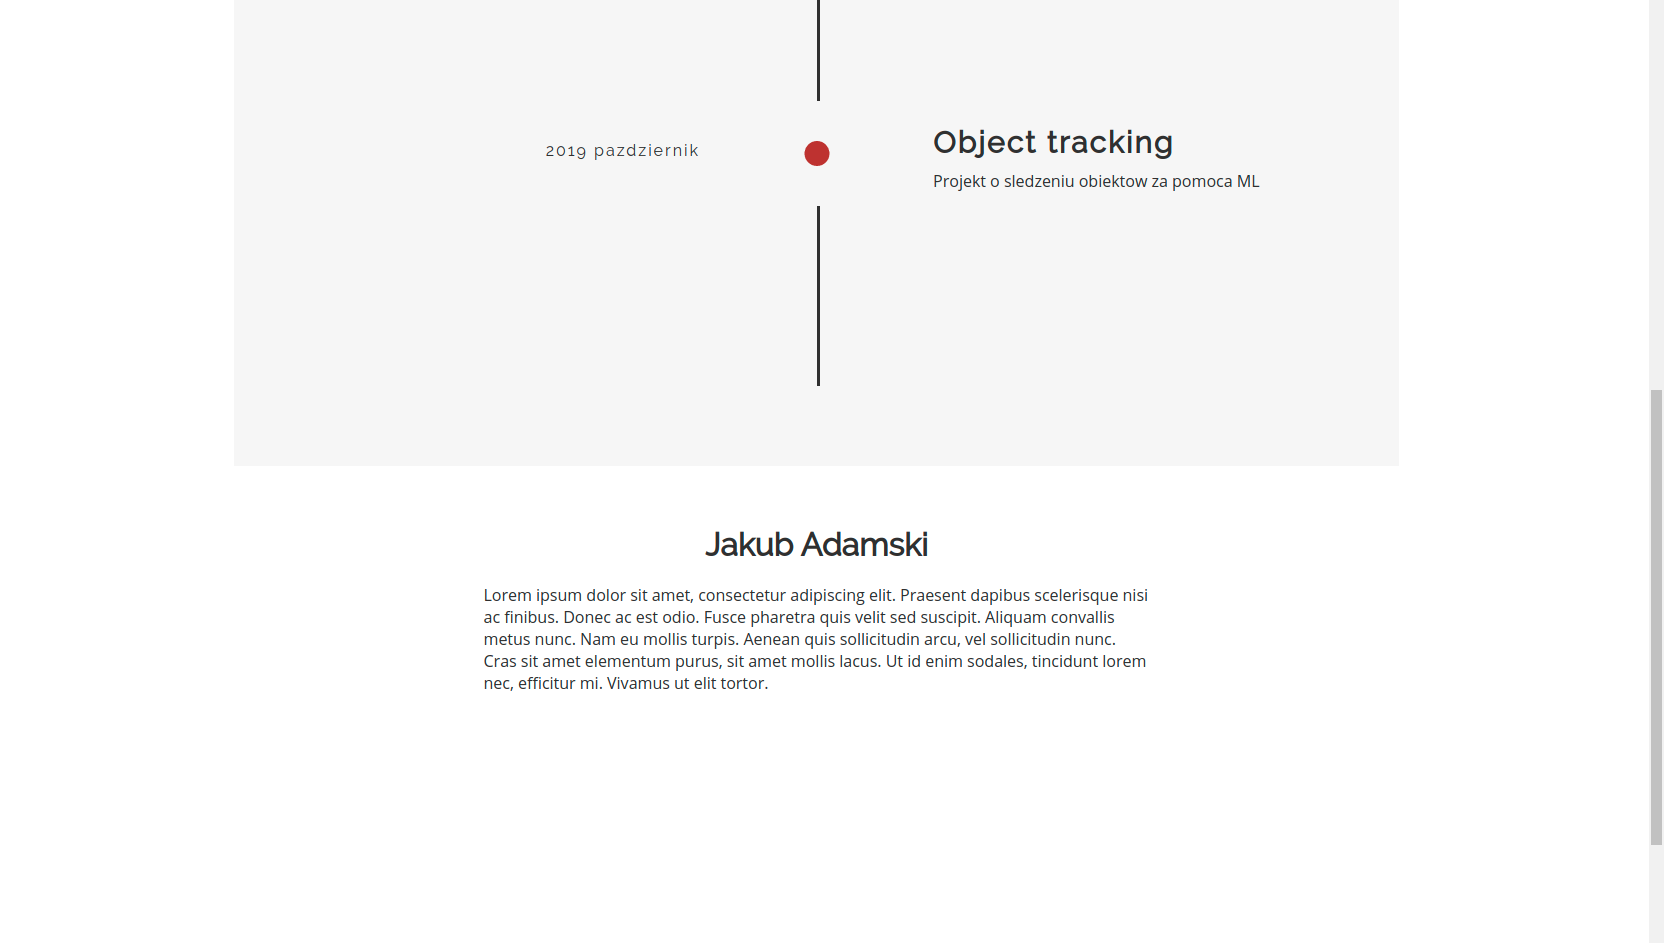 2019 pazdziernik
Object tracking
Projekt o sledzeniu obiektow za pomoca ML
Jakub Adamski
Lorem ipsum dolor sit amet, consectetur adipiscing elit. Praesent dapibus scelerisque nisi
ac finibus. Donec ac est odio. Fusce pharetra quis velit sed suscipit. Aliquam convallis
metus nunc. Nam eu mollis turpis. Aenean quis sollicitudin arcu, vel sollicitudin nunc.
Cras sit amet elementum purus, sit amet mollis lacus. Ut id enim sodales, tincidunt lorem
nec, efficitur mi. Vivamus ut elit tortor.